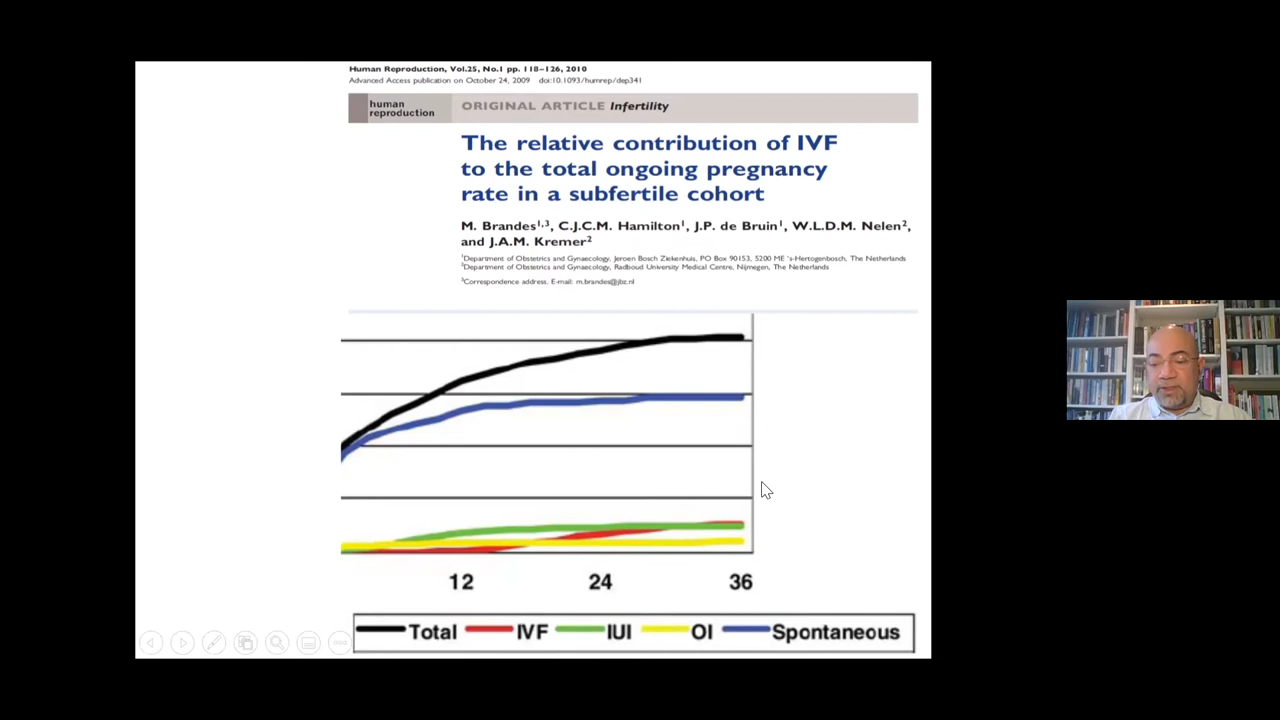 Human Reproduction, Vol.25, No.1 pp. 118–126, 2010
Advanced Access publication on October 24, 2009 doi:10.1093/humrep/dep341
human
reproduction
ORIGINAL ARTICLE Infertility
The relative contribution of IVF
to the total ongoing pregnancy
rate in a subfertile cohort
M. Brandes1,3, C.J.C.M. Hamilton1, J.P. de Bruin1, W.L.D.M. Nelen2,
and J.A.M. Kremer2
1Department of Obstetrics and Gynaecology, Jeroen Bosch Ziekenhuis, PO Box 90153, 5200 ME 's-Hertogenbosch, The Netherlands
2Department of Obstetrics and Gynaecology, Radboud University Medical Centre, Nijmegen, The Netherlands
3Correspondence address. E-mail: m.brandes@jbz.nl
12 24 36
Total IVF IUI OI Spontaneous